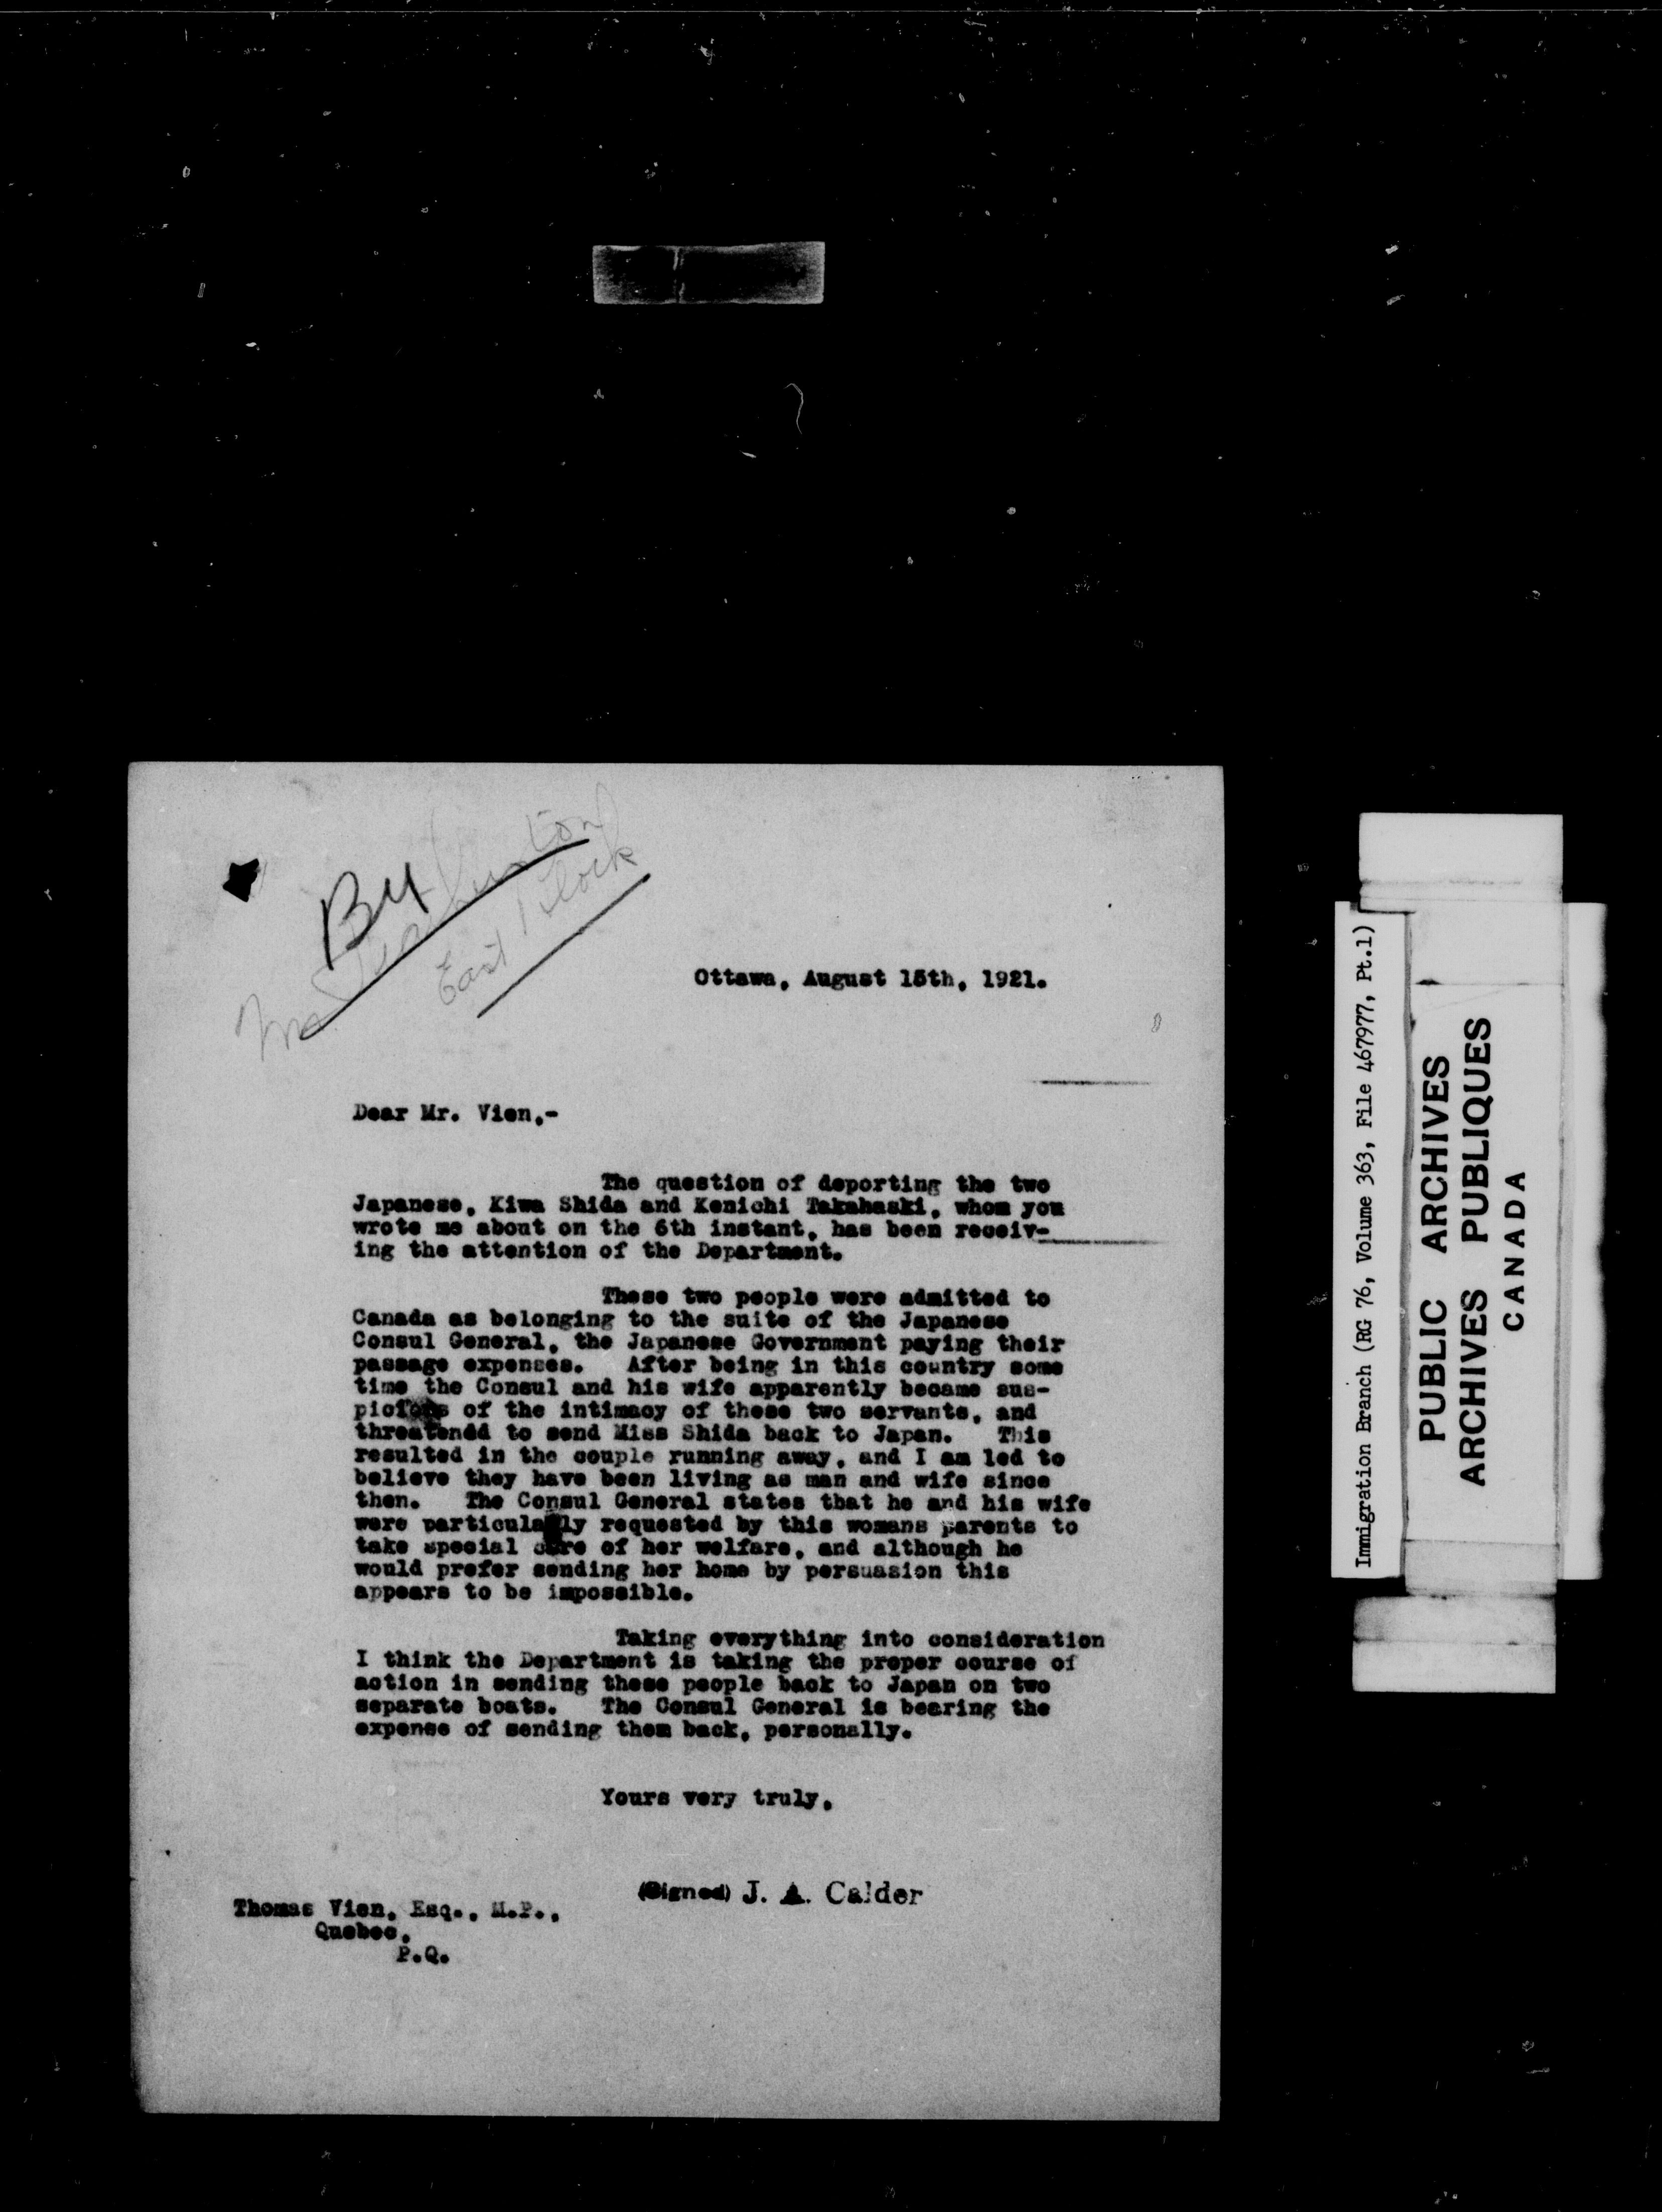 By
East Block
Ottawa, August 15th, 1921.
Dear Mr. Vien,-
The question of deporting the two
Japanese, Kiwa Shida and Kenichi Takahaski, whom you
wrote me about on the 6th instant, has been receiv-
ing the attention of the Department.
These two people were admitted to
Canada as belonging to the suite of the Japanese
Consul General, the Japanese Government paying their
passage expenses. After being in this country some
time the Consul and his wife apparently became sus-
picious of the intimacy of these two servants, and
threatened to send Miss Shida back to Japan. This
resulted in the couple running away, and I am led to
believe they have been living as man and wife since
then. The Consul General states that he and his wife
were particularly requested by this womans parents to
take special care of her welfare, and although he
would prefer sending her home by persuasion this
appears to be impossible.
Taking everything into consideration
I think the Department is taking the proper course of
action in sending these people back to Japan on two
separate boats. The Consul General is bearing the
expense of sending them back, personally.
Yours very truly,
(Signed) J. A. Calder
Thomas Vien, Esq., M.P.,
Quebec,
P.Q.
Immigration Branch (RG 76, Volume 363, File 467977, Pt.1)
PUBLIC ARCHIVES
ARCHIVES PUBLIQUES
CANADA